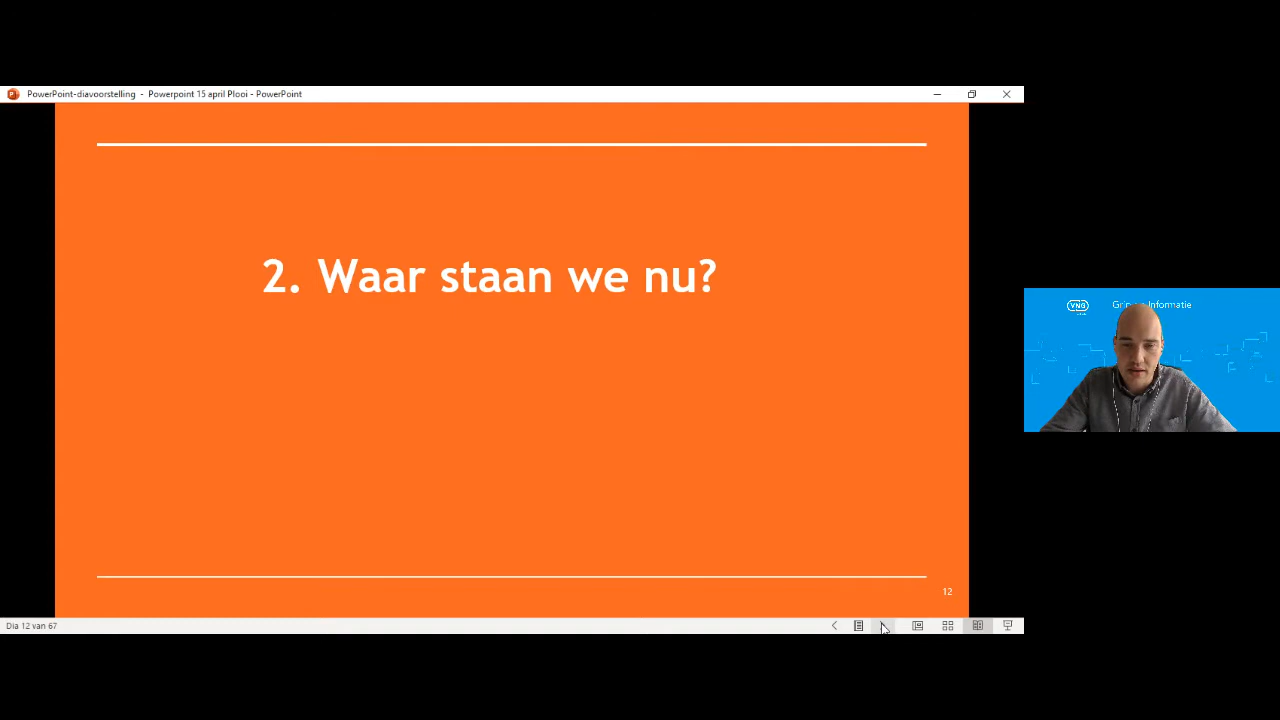 PowerPoint-diavoorstelling - Powerpoint 15 april Plooi - PowerPoint
2. Waar staan we nu?
VNG
Informatie
12
Dia 12 van 67